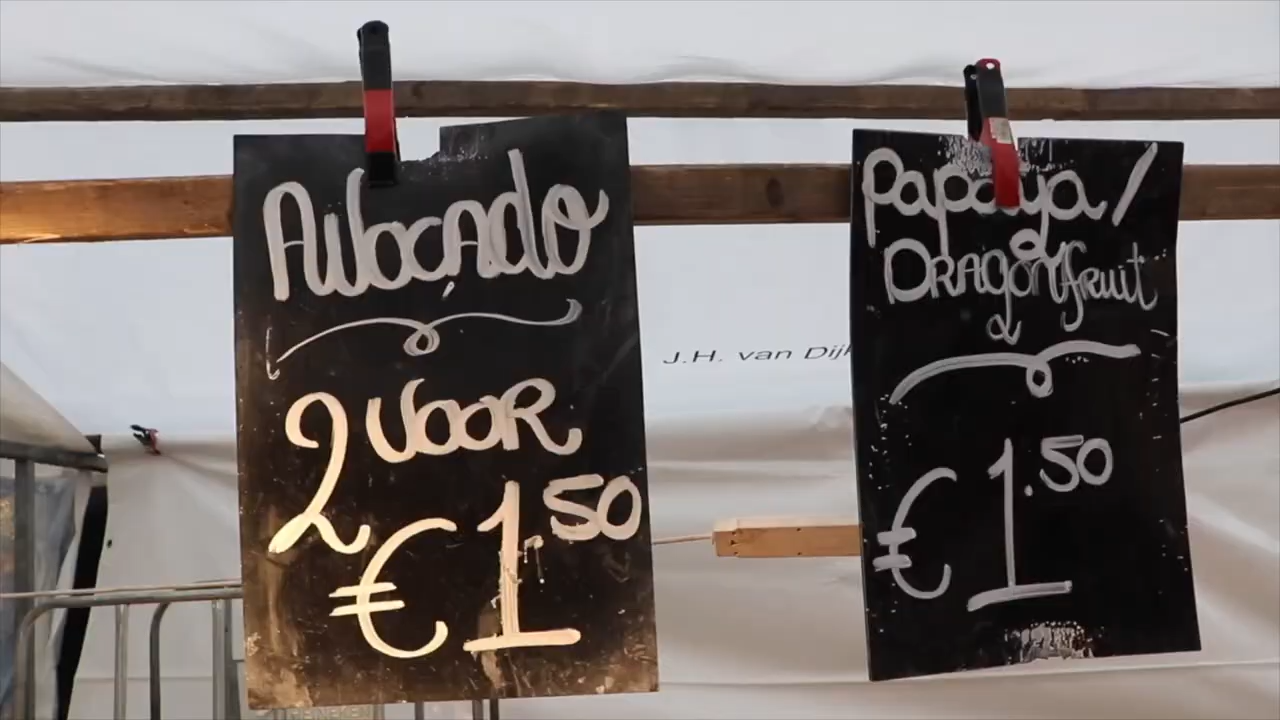 Avocado
2 voor
€1.50
Papaya/
Dragonfruit
€1.50
J.H. van Dijk